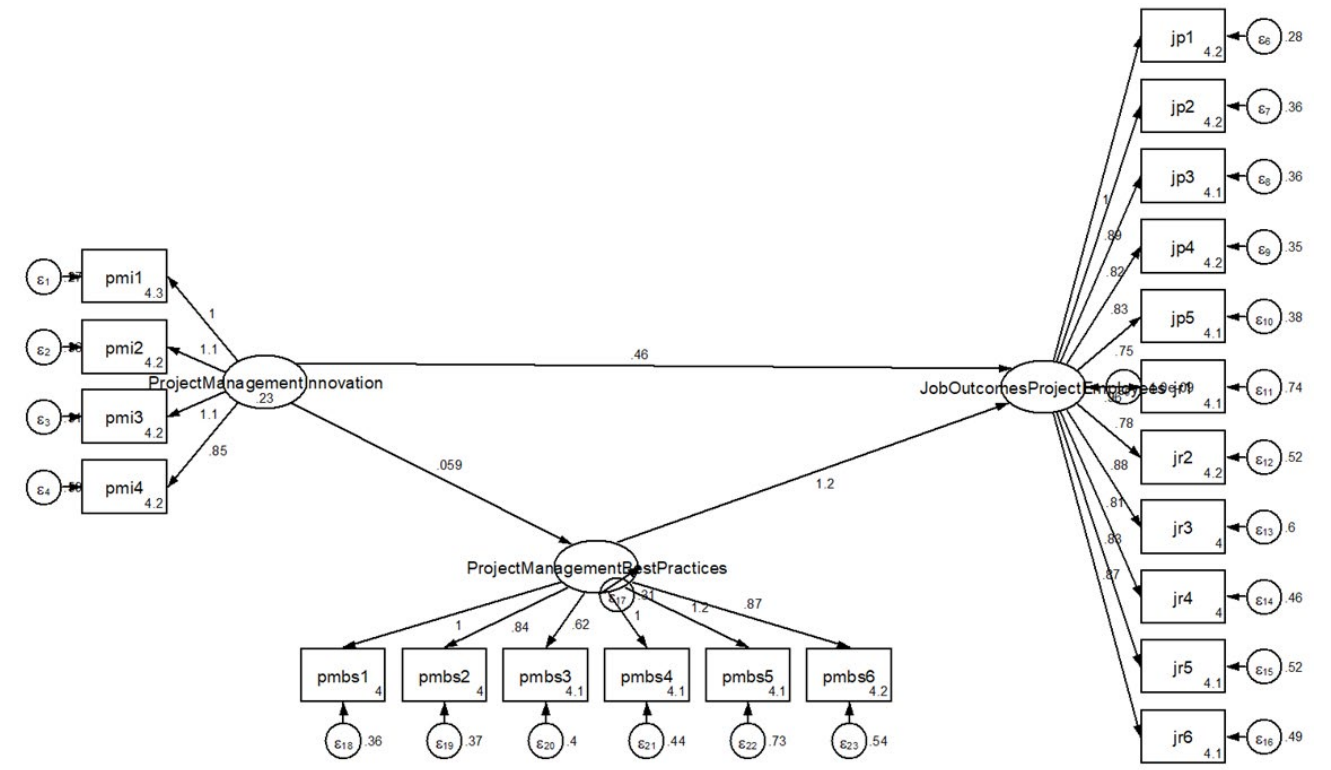 jp1
4.2
ε6
.28
jp2
4.2
ε7
.36
jp3
4.1
ε8
.36
jp4
4.2
ε9
.35
jp5
4.1
ε10
.38
4.1
ε11
.74
jr2
4.2
ε12
.52
jr3
4
ε13
.6
jr4
4
ε14
.46
jr5
4.1
ε15
.52
jr6
4.1
ε16
.49
1
.89
.82
.83
.75
.78
.88
.81
.83
.87
ε1
pmi1
4.3
ε2
pmi2
4.2
ε3
pmi3
4.2
ε4
pmi4
4.2
1
1.1
1.1
.85
ProjectManagementInnovation
.23
.46
JobOutcomesProjectEmployees
.059
1.2
ProjectManagementBestPractices
ε17
.31
1
.84
.62
1
1.2
.87
pmbs1
4
pmbs2
4
pmbs3
4.1
pmbs4
4.1
pmbs5
4.1
pmbs6
4.2
ε18
.36
ε19
.37
ε20
.4
ε21
.44
ε22
.73
ε23
.54